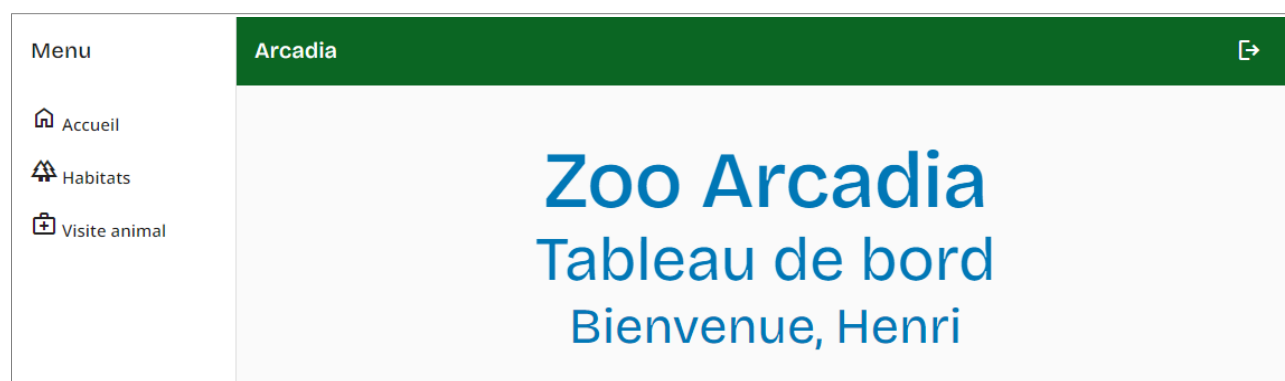 Menu
Arcadia
Accueil
Habitats
Visite animal
Zoo Arcadia
Tableau de bord
Bienvenue, Henri